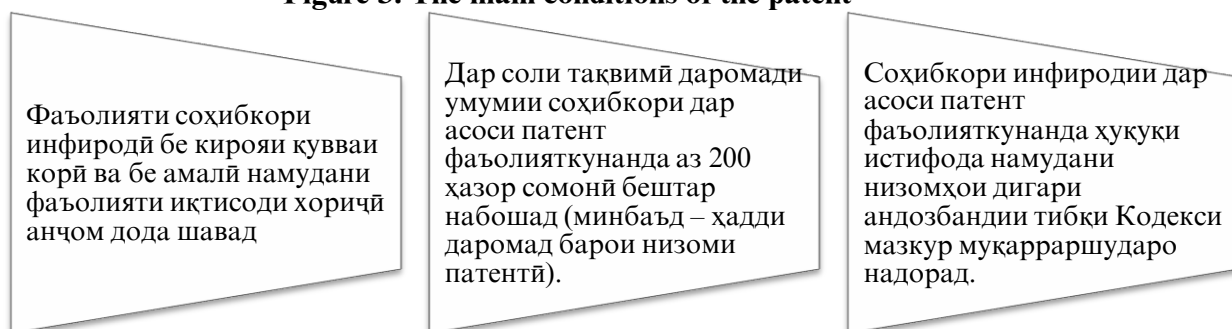 Figure 3. The main conditions of the patent
Фаъолияти соҳибкори
инфиродӣ бе кирояи қувваи
корӣ ва бе амалӣ намудани
фаъолияти иқтисоди хориҷӣ
анҷом дода шавад
Дар соли тақвимӣ даромади
умумии соҳибкори дар
асоси патент
фаъолияткунанда аз 200
ҳазор сомонӣ бештар
набошад (минбаъд – ҳадди
даромад барои низоми
патентӣ).
Соҳибкори инфиродии дар
асоси патент
фаъолияткунанда ҳуқуқи
истифода намудани
низомҳои дигари
андозбандии тибқи Кодекси
мазкур муқарраршударо
надорад.